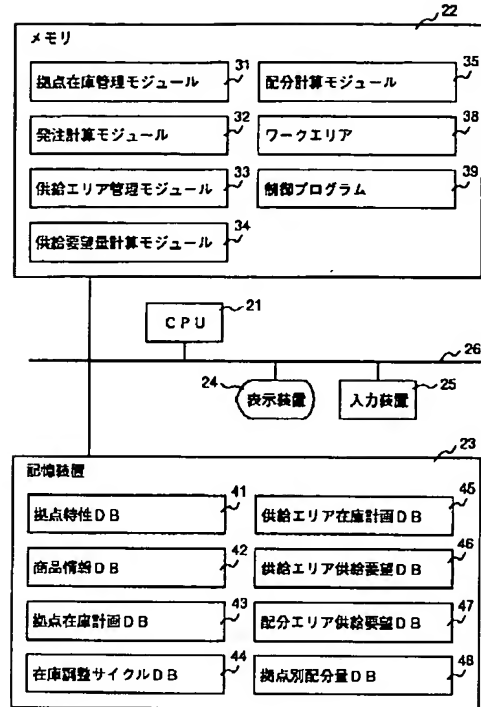 22
メモリ
31
拠点在庫管理モジュール
35
配分計算モジュール
32
発注計算モジュール
38
ワークエリア
33
供給エリア管理モジュール
39
制御プログラム
34
供給要望量計算モジュール
21
CPU
26
24
表示装置
25
入力装置
23
記憶装置
41
拠点特性DB
45
供給エリア在庫計画DB
42
商品情報DB
46
供給エリア供給要望DB
43
拠点在庫計画DB
47
配分エリア供給要望DB
44
在庫調整サイクルDB
48
拠点別配分量DB